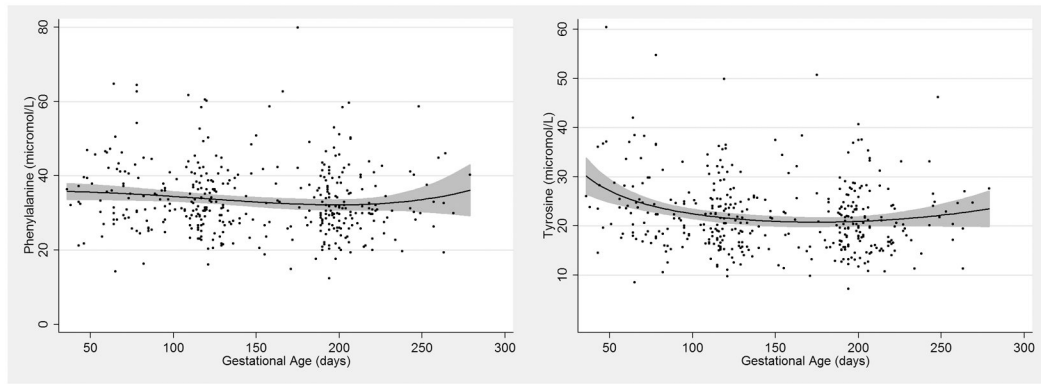 80
60
40
20
0
Phenylalanine (micromol/L)
50 100 150 200 250 300
Gestational Age (days)
60
50
40
30
20
10
Tyrosine (micromol/L)
50 100 150 200 250 300
Gestational Age (days)